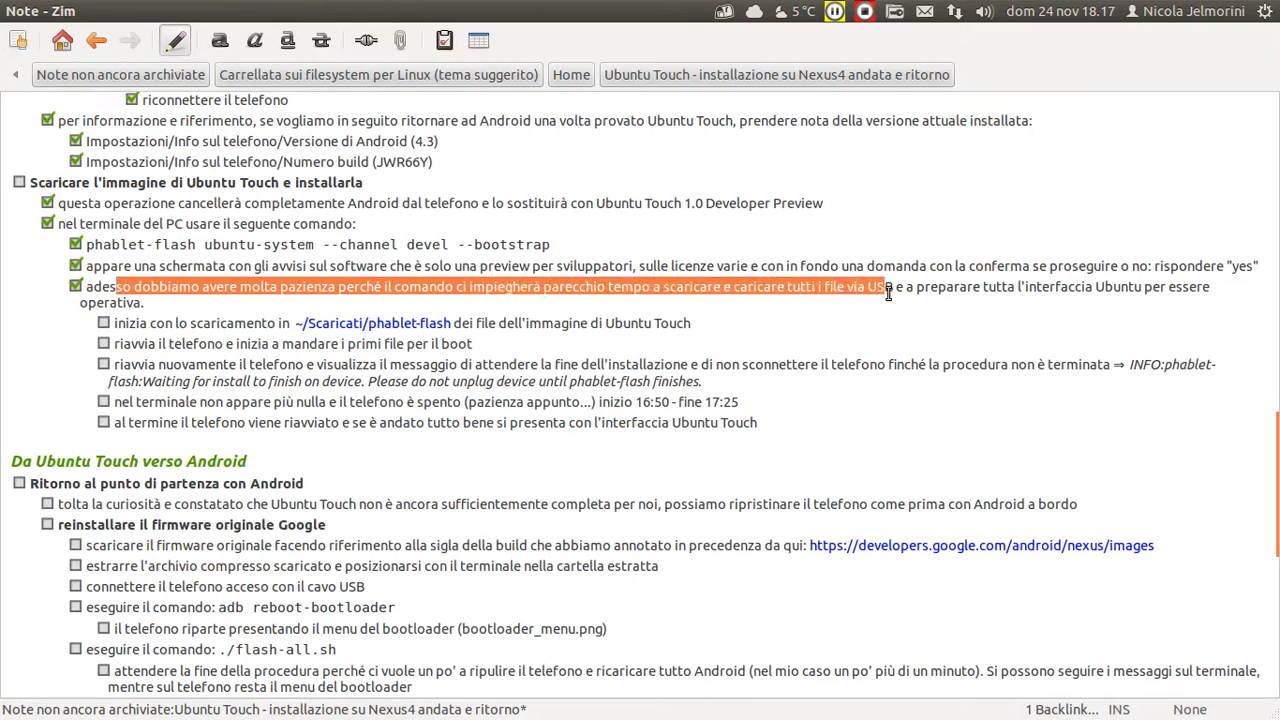 Note - Zim
5 °C
dom 24 nov 18.17
Nicola Jelmorini
a a a a
Note non ancora archiviate
Carrellata sui filesystem per Linux (tema suggerito)
Home
Ubuntu Touch - installazione su Nexus4 andata e ritorno
riconnettere il telefono
per informazione e riferimento, se vogliamo in seguito ritornare ad Android una volta provato Ubuntu Touch, prendere nota della versione attuale installata:
Impostazioni/Info sul telefono/Versione di Android (4.3)
Impostazioni/Info sul telefono/Numero build (JWR66Y)
Scaricare l'immagine di Ubuntu Touch e installarla
questa operazione cancellerà completamente Android dal telefono e lo sostituirà con Ubuntu Touch 1.0 Developer Preview
nel terminale del PC usare il seguente comando:
phablet-flash ubuntu-system --channel devel --bootstrap
appare una schermata con gli avvisi sul software che è solo una preview per sviluppatori, sulle licenze varie e con in fondo una domanda con la conferma se proseguire o no: rispondere "yes"
adesso dobbiamo avere molta pazienza perché il comando ci impiegherà parecchio tempo a scaricare e caricare tutti i file via USB e a preparare tutta l'interfaccia Ubuntu per essere
operativa.
inizia con lo scaricamento in ~/Scaricati/phablet-flash dei file dell'immagine di Ubuntu Touch
riavvia il telefono e inizia a mandare i primi file per il boot
riavvia nuovamente il telefono e visualizza il messaggio di attendere la fine dell'installazione e di non sconnettere il telefono finché la procedura non è terminata ⇒ INFO:phablet-
flash:Waiting for install to finish on device. Please do not unplug device until phablet-flash finishes.
nel terminale non appare più nulla e il telefono è spento (pazienza appunto...) inizio 16:50 - fine 17:25
al termine il telefono viene riavviato e se è andato tutto bene si presenta con l'interfaccia Ubuntu Touch
Da Ubuntu Touch verso Android
Ritorno al punto di partenza con Android
tolta la curiosità e constatato che Ubuntu Touch non è ancora sufficientemente completa per noi, possiamo ripristinare il telefono come prima con Android a bordo
reinstallare il firmware originale Google
scaricare il firmware originale facendo riferimento alla sigla della build che abbiamo annotato in precedenza da qui: https://developers.google.com/android/nexus/images
estrarre l'archivio compresso scaricato e posizionarsi con il terminale nella cartella estratta
connettere il telefono acceso con il cavo USB
eseguire il comando: adb reboot-bootloader
il telefono riparte presentando il menu del bootloader (bootloader_menu.png)
eseguire il comando: ./flash-all.sh
attendere la fine della procedura perché ci vuole un po' a ripulire il telefono e ricaricare tutto Android (nel mio caso un po' più di un minuto). Si possono seguire i messaggi sul terminale,
mentre sul telefono resta il menu del bootloader
Note non ancora archiviate:Ubuntu Touch - installazione su Nexus4 andata e ritorno*
1 Backlink...
INS
None